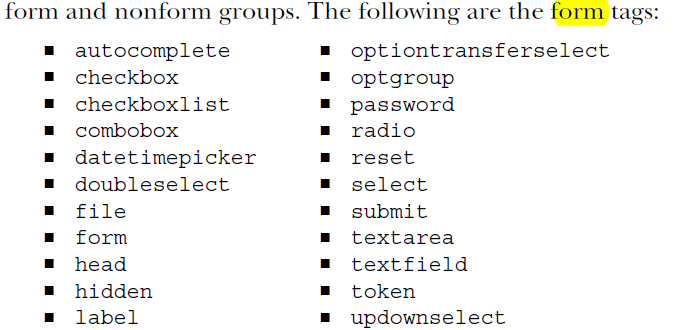 form and nonform groups. The following are the form tags:
■ autocomplete
■ checkbox
■ checkboxlist
■ combobox
■ datetimepicker
■ doubleselect
■ file
■ form
■ head
■ hidden
■ label
■ optiontransferselect
■ optgroup
■ password
■ radio
■ reset
■ select
■ submit
■ textarea
■ textfield
■ token
■ updownselect